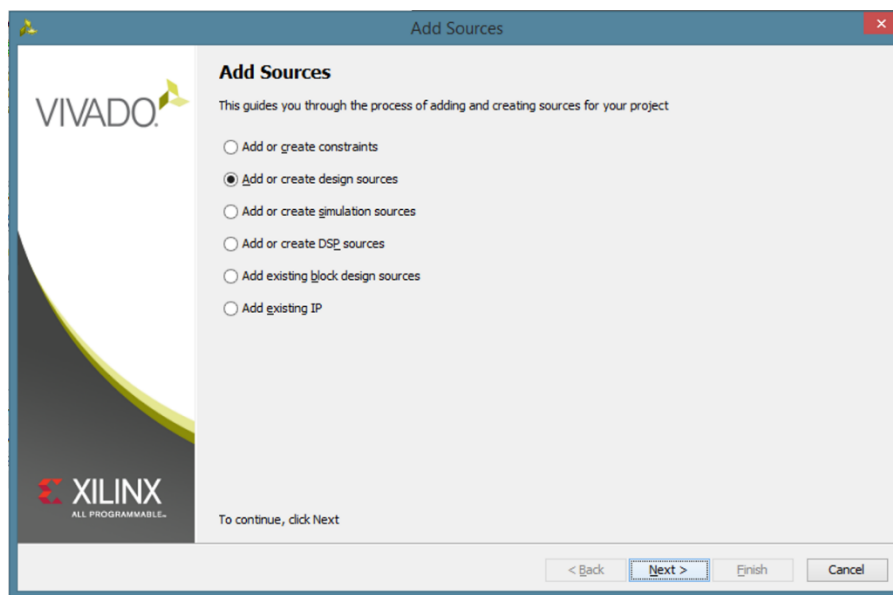 Add Sources
VIVADO.
Add Sources
This guides you through the process of adding and creating sources for your project
Add or create constraints
Add or create design sources
Add or create simulation sources
Add or create DSP sources
Add existing block design sources
Add existing IP
XILINX
ALL PROGRAMMABLE™
To continue, click Next
< Back Next > Finish Cancel